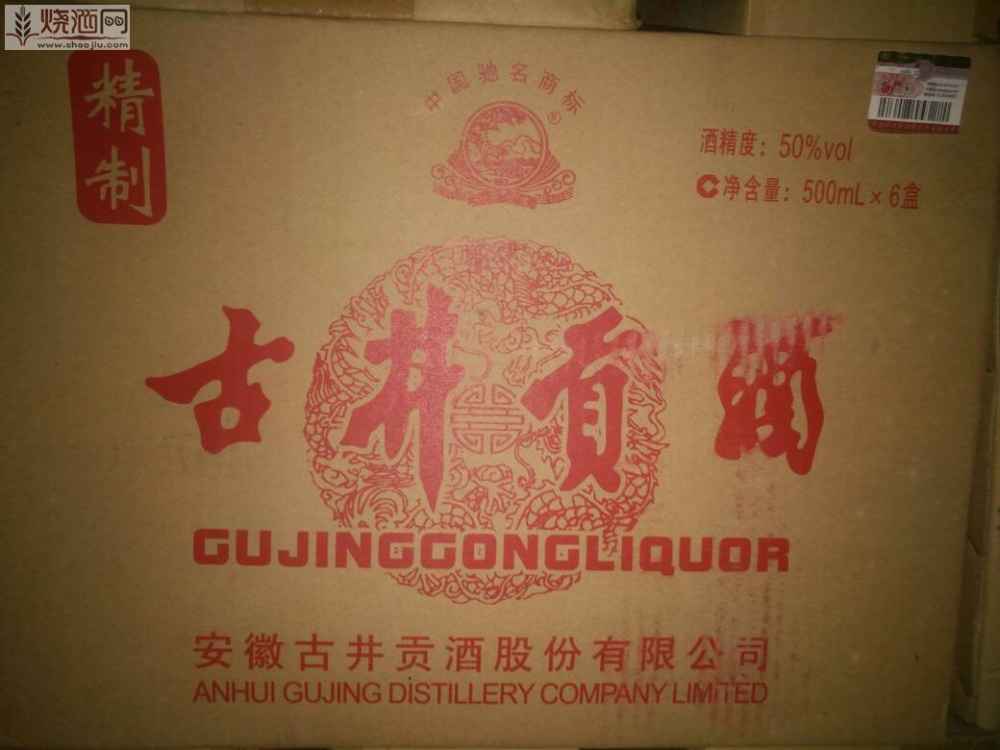 烧酒网
www.shaojiu.com
精制
中国驰名商标
®
酒精度：50%vol
净含量：500mL×6盒
古井贡酒
GUJINGGONGLIQUOR
安徽古井贡酒股份有限公司
ANHUI GUJING DISTILLERY COMPANY LIMITED